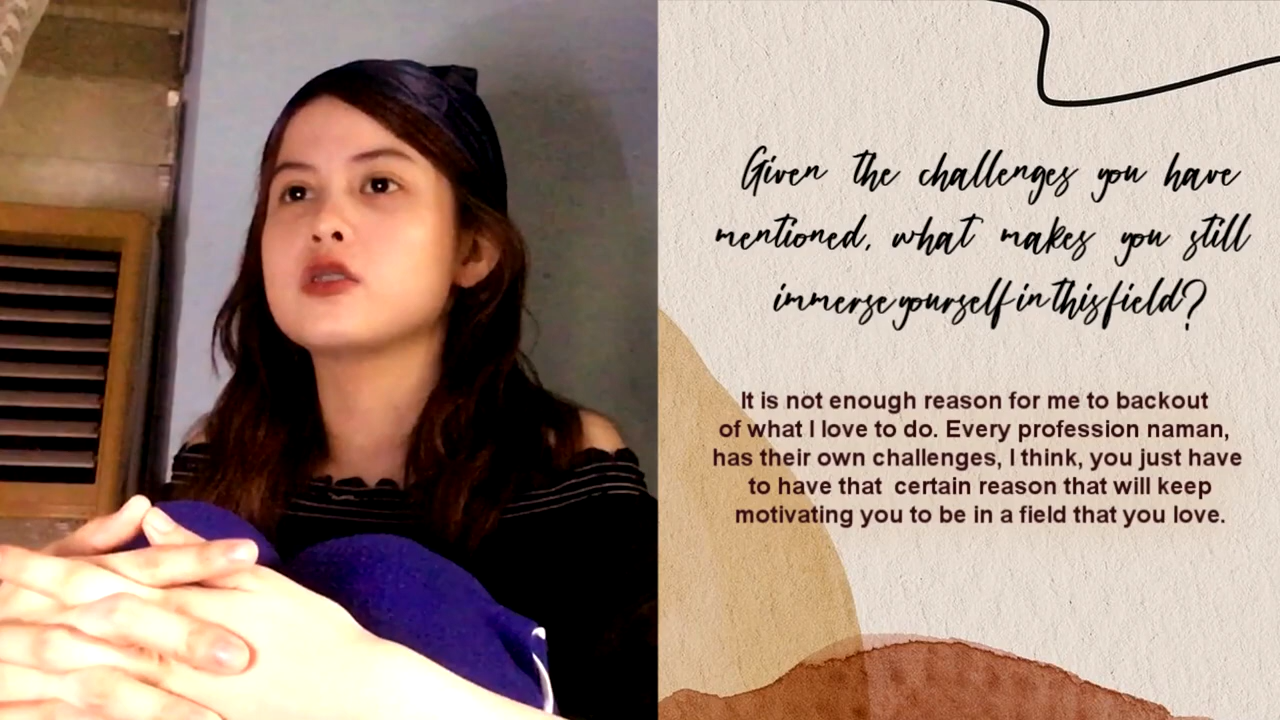 Given the challenges you have
mentioned, what makes you still
immerse yourself in this field?
It is not enough reason for me to backout
of what I love to do. Every profession naman,
has their own challenges, I think, you just have
to have that certain reason that will keep
motivating you to be in a field that you love.